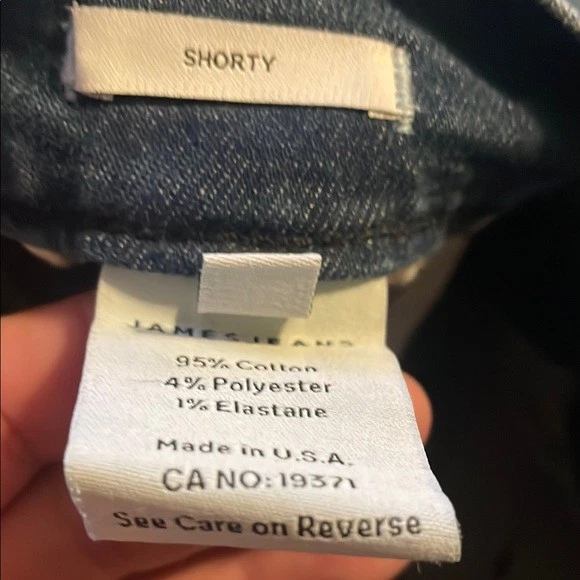 SHORTY
JAMES JEANS
95% Cotton
4% Polyester
1% Elastane
Made in U.S.A.
CA NO: 19371
See Care on Reverse